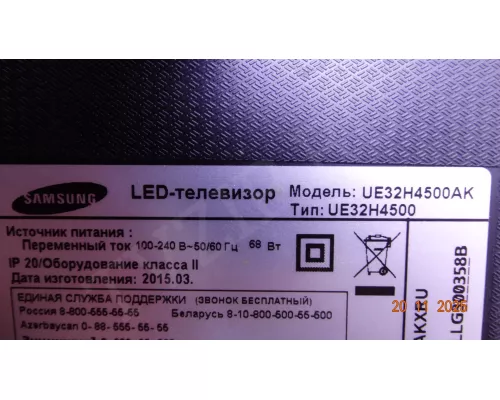 SAMSUNG
LED-телевизор
Модель: UE32H4500AK
Тип: UE32H4500
Источник питания :
Переменный ток 100-240 В~50/60 Гц 68 Вт
IP 20/Оборудование класса II
Дата изготовления: 2015.03.
ЕДИНАЯ СЛУЖБА ПОДДЕРЖКИ (ЗВОНОК БЕСПЛАТНЫЙ)
Россия 8-800-555-55-55 Беларусь 8-10-800-500-55-500
Azerbaycan 0-88-555-55-55
AKXRU